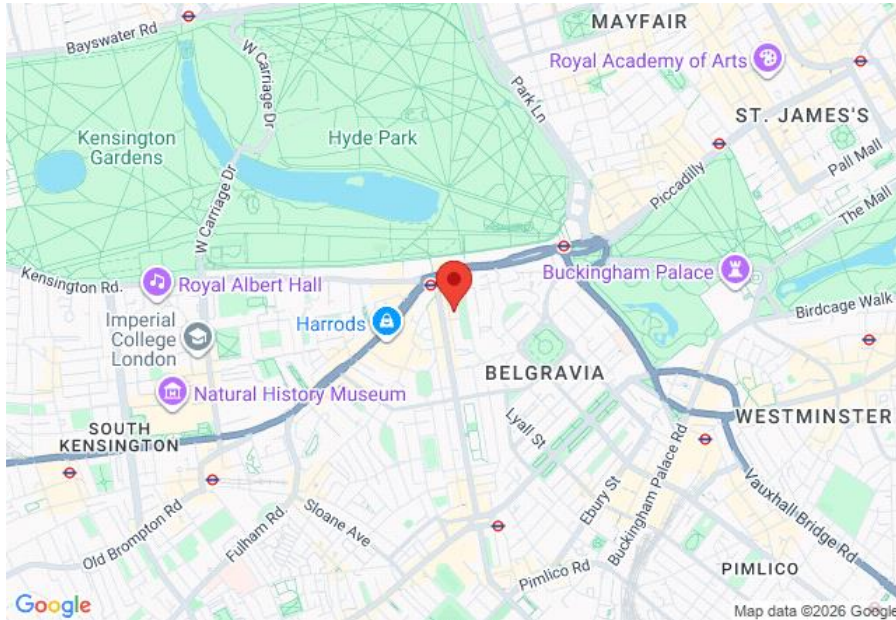 MAYFAIR
Bayswater Rd
W Carriage Dr
Royal Academy of Arts
Park Ln
ST. JAMES'S
Kensington
Gardens
Hyde Park
Pall Mall
Piccadilly
The Mall
W Carriage Dr
Kensington Rd.
Royal Albert Hall
Buckingham Palace
Birdcage Walk
Imperial
College
London
Harrods
BELGRAVIA
Natural History Museum
Lyall St
WESTMINSTER
SOUTH
KENSINGTON
Buckingham Palace Rd
Ebury St
Vauxhall Bridge Rd
Sloane Ave
Old Brompton Rd
Fulham Rd
Pimlico Rd
PIMLICO
Google
Map data ©2026 Google